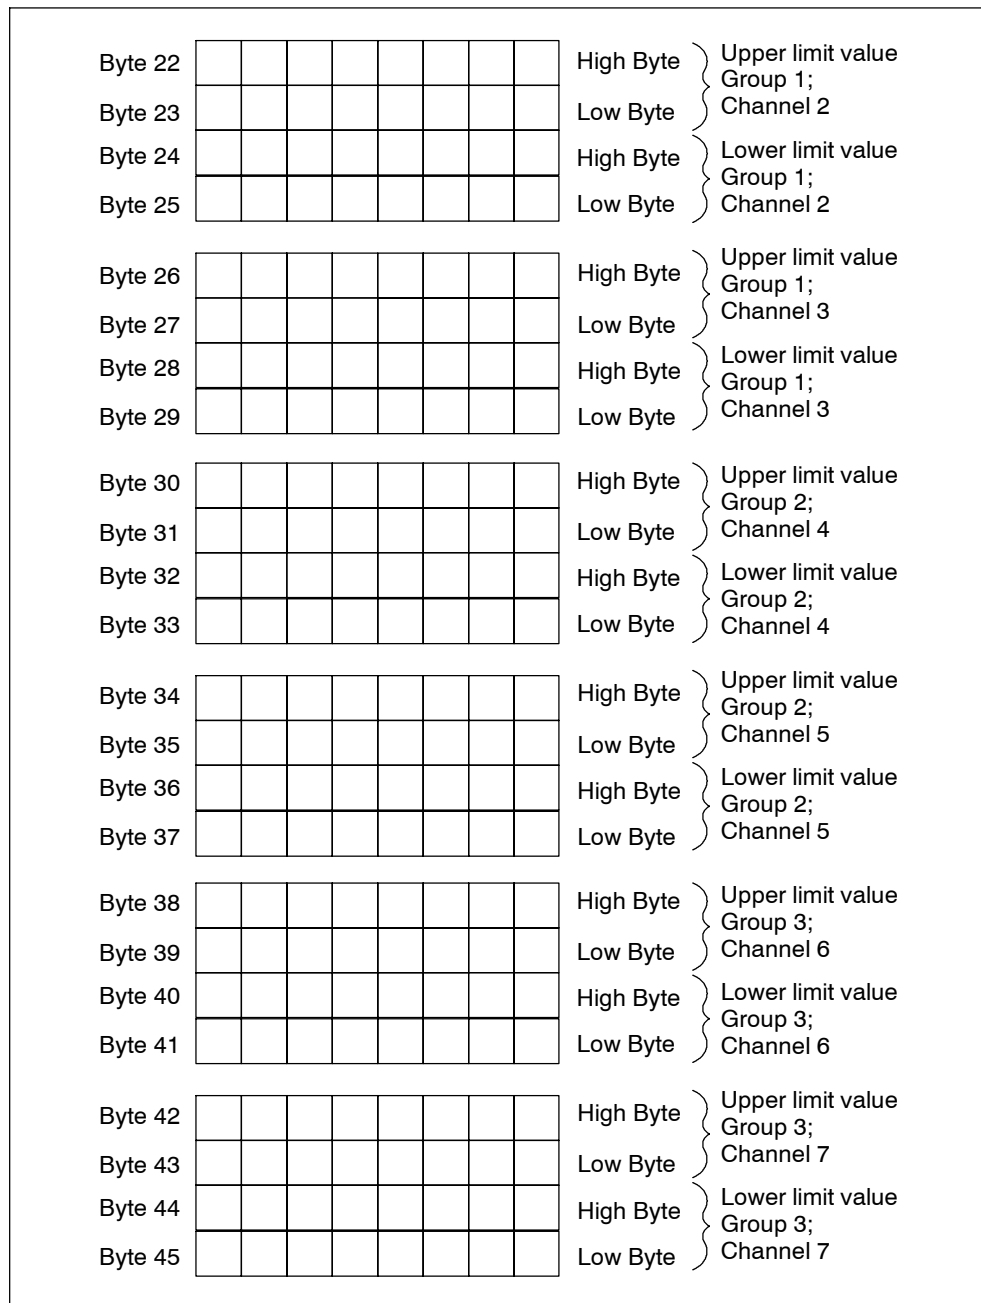 Byte 22 High Byte Upper limit value
Group 1;
Byte 23 Low Byte Channel 2
Byte 24 High Byte Lower limit value
Group 1;
Byte 25 Low Byte Channel 2
Byte 26 High Byte Upper limit value
Group 1;
Byte 27 Low Byte Channel 3
Byte 28 High Byte Lower limit value
Group 1;
Byte 29 Low Byte Channel 3
Byte 30 High Byte Upper limit value
Group 2;
Byte 31 Low Byte Channel 4
Byte 32 High Byte Lower limit value
Group 2;
Byte 33 Low Byte Channel 4
Byte 34 High Byte Upper limit value
Group 2;
Byte 35 Low Byte Channel 5
Byte 36 High Byte Lower limit value
Group 2;
Byte 37 Low Byte Channel 5
Byte 38 High Byte Upper limit value
Group 3;
Byte 39 Low Byte Channel 6
Byte 40 High Byte Lower limit value
Group 3;
Byte 41 Low Byte Channel 6
Byte 42 High Byte Upper limit value
Group 3;
Byte 43 Low Byte Channel 7
Byte 44 High Byte Lower limit value
Group 3;
Byte 45 Low Byte Channel 7